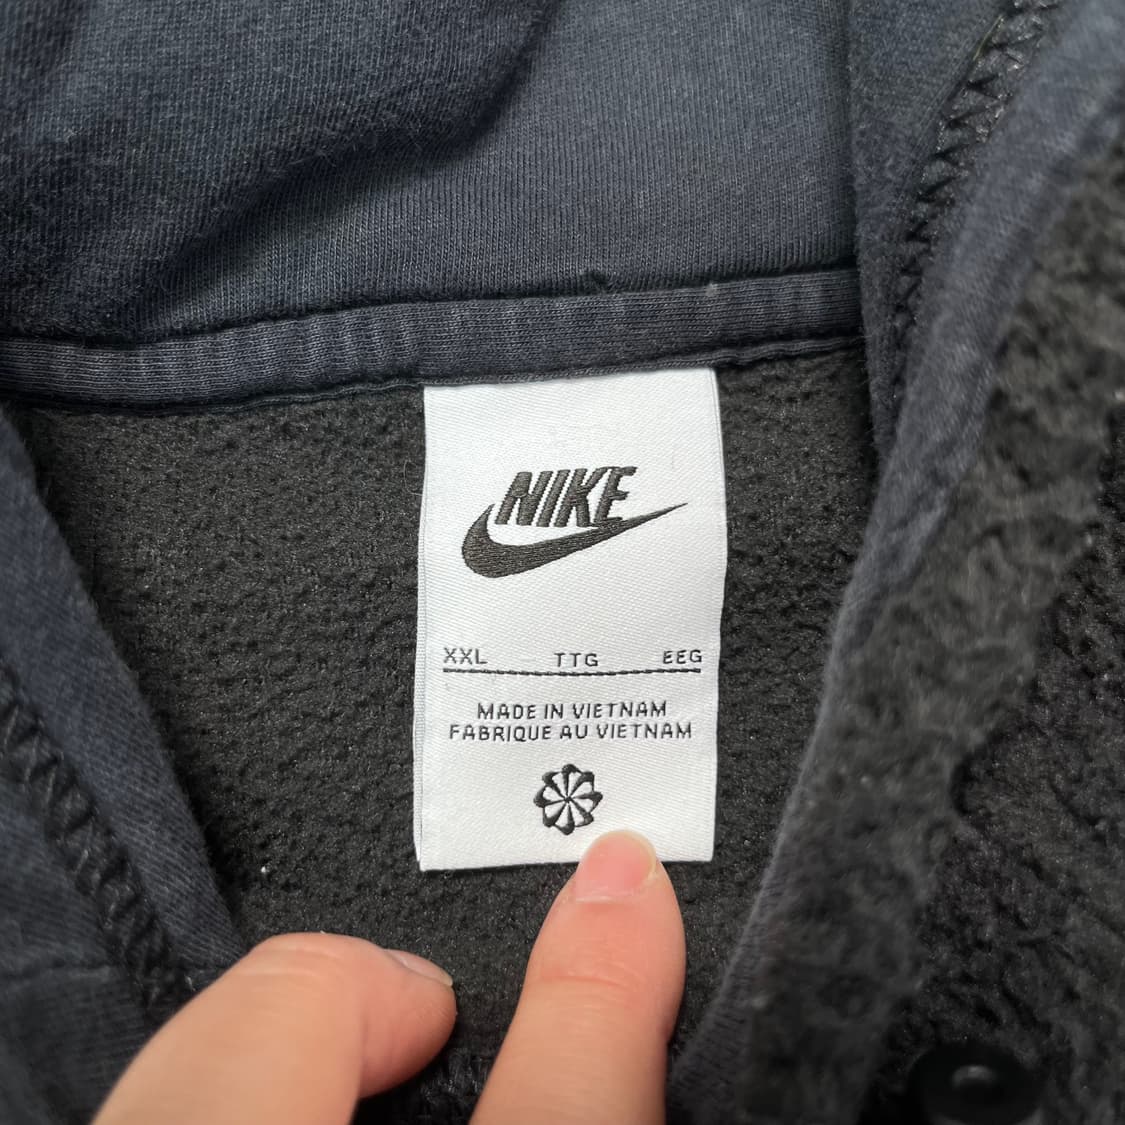 NIKE
XXL TTG EEG
MADE IN VIETNAM
FABRIQUE AU VIETNAM